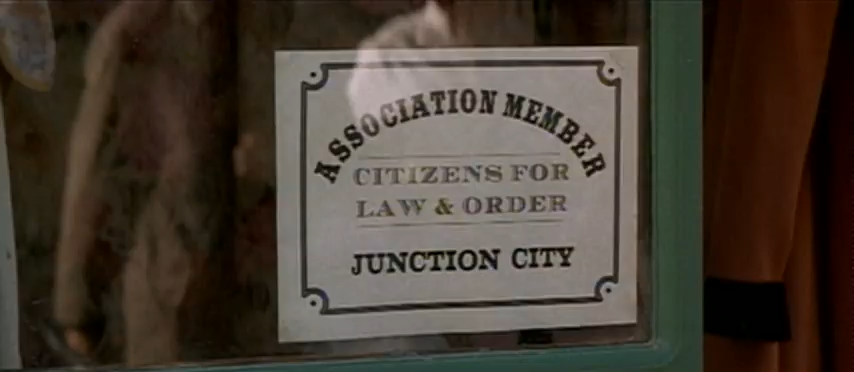 ASSOCIATION MEMBER
CITIZENS FOR
LAW & ORDER
JUNCTION CITY